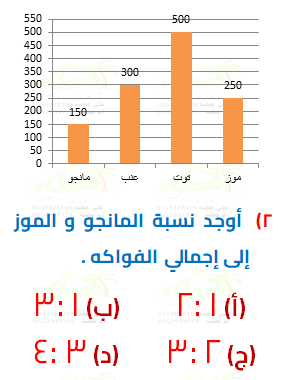 550
500
450
400
350
300
250
200
150
100
50
0
150
300
500
250
مانجو
عنب
توت
موز
٢) أوجد نسبة المانجو و الموز
إلى إجمالي الفواكه .
(أ) ١ : ٢ (ب) ١ : ٣
(ج) ٢ : ٣ (د) ٣ : ٤